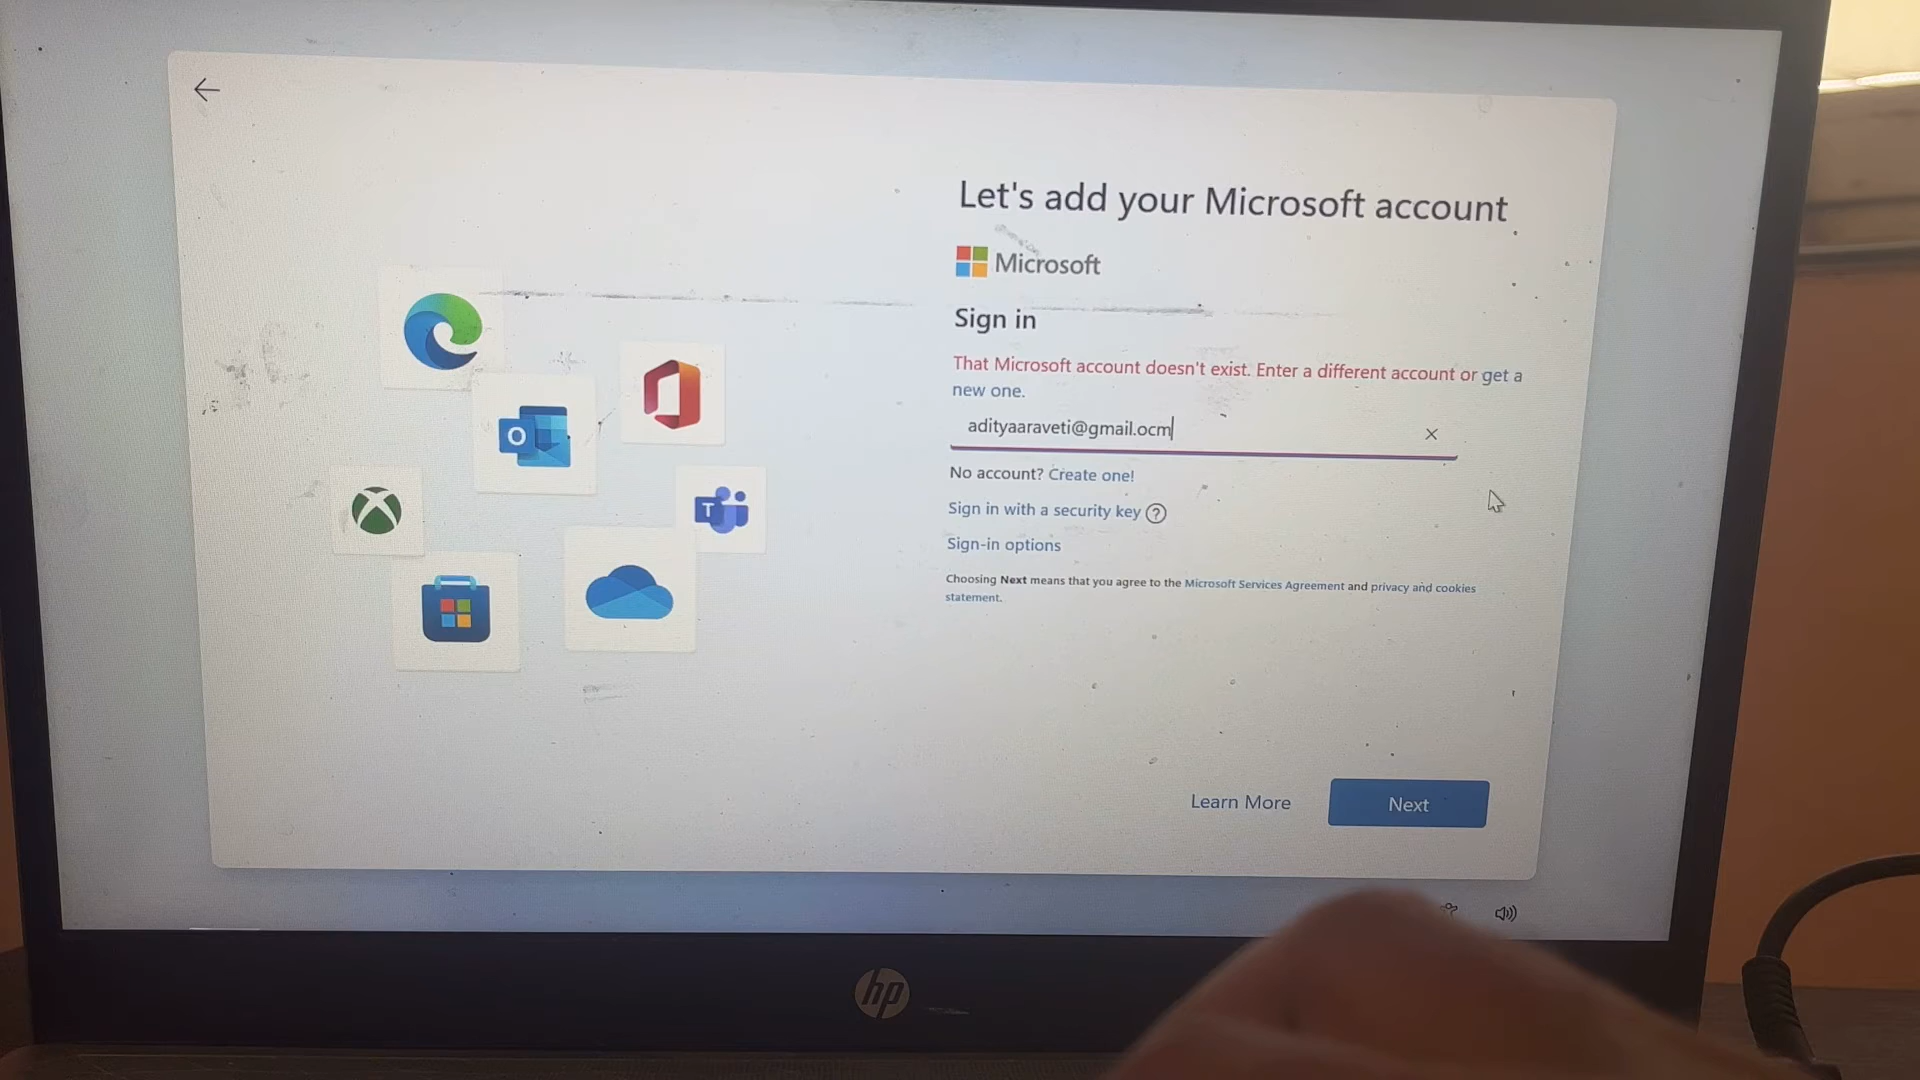 Let's add your Microsoft account
Microsoft
Sign in
That Microsoft account doesn't exist. Enter a different account or get a
new one.
adityaaraveti@gmail.ocm
No account? Create one!
Sign in with a security key ?
Sign-in options
Choosing Next means that you agree to the Microsoft Services Agreement and privacy and cookies
statement.
Learn More
Next
O
T
hp